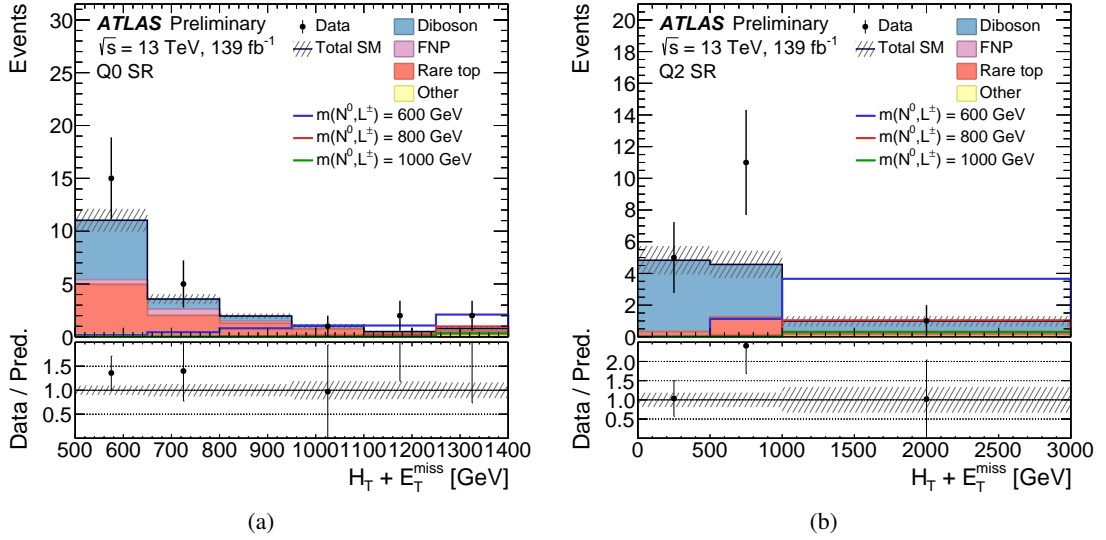 Events
30
25
20
15
10
5
0
ATLAS Preliminary
√s = 13 TeV, 139 fb⁻¹
Q0 SR
Data
Total SM
Diboson
FNP
Rare top
Other
m(N⁰,L±) = 600 GeV
m(N⁰,L±) = 800 GeV
m(N⁰,L±) = 1000 GeV
Data / Pred.
1.5
1.0
0.5
500 600 700 800 900 1000 1100 1200 1300 1400
H_T + E_T^miss [GeV]
(a)
Events
20
18
16
14
12
10
8
6
4
2
0
ATLAS Preliminary
√s = 13 TeV, 139 fb⁻¹
Q2 SR
Data
Total SM
Diboson
FNP
Rare top
Other
m(N⁰,L±) = 600 GeV
m(N⁰,L±) = 800 GeV
m(N⁰,L±) = 1000 GeV
Data / Pred.
2.0
1.5
1.0
0.5
0 500 1000 1500 2000 2500 3000
H_T + E_T^miss [GeV]
(b)